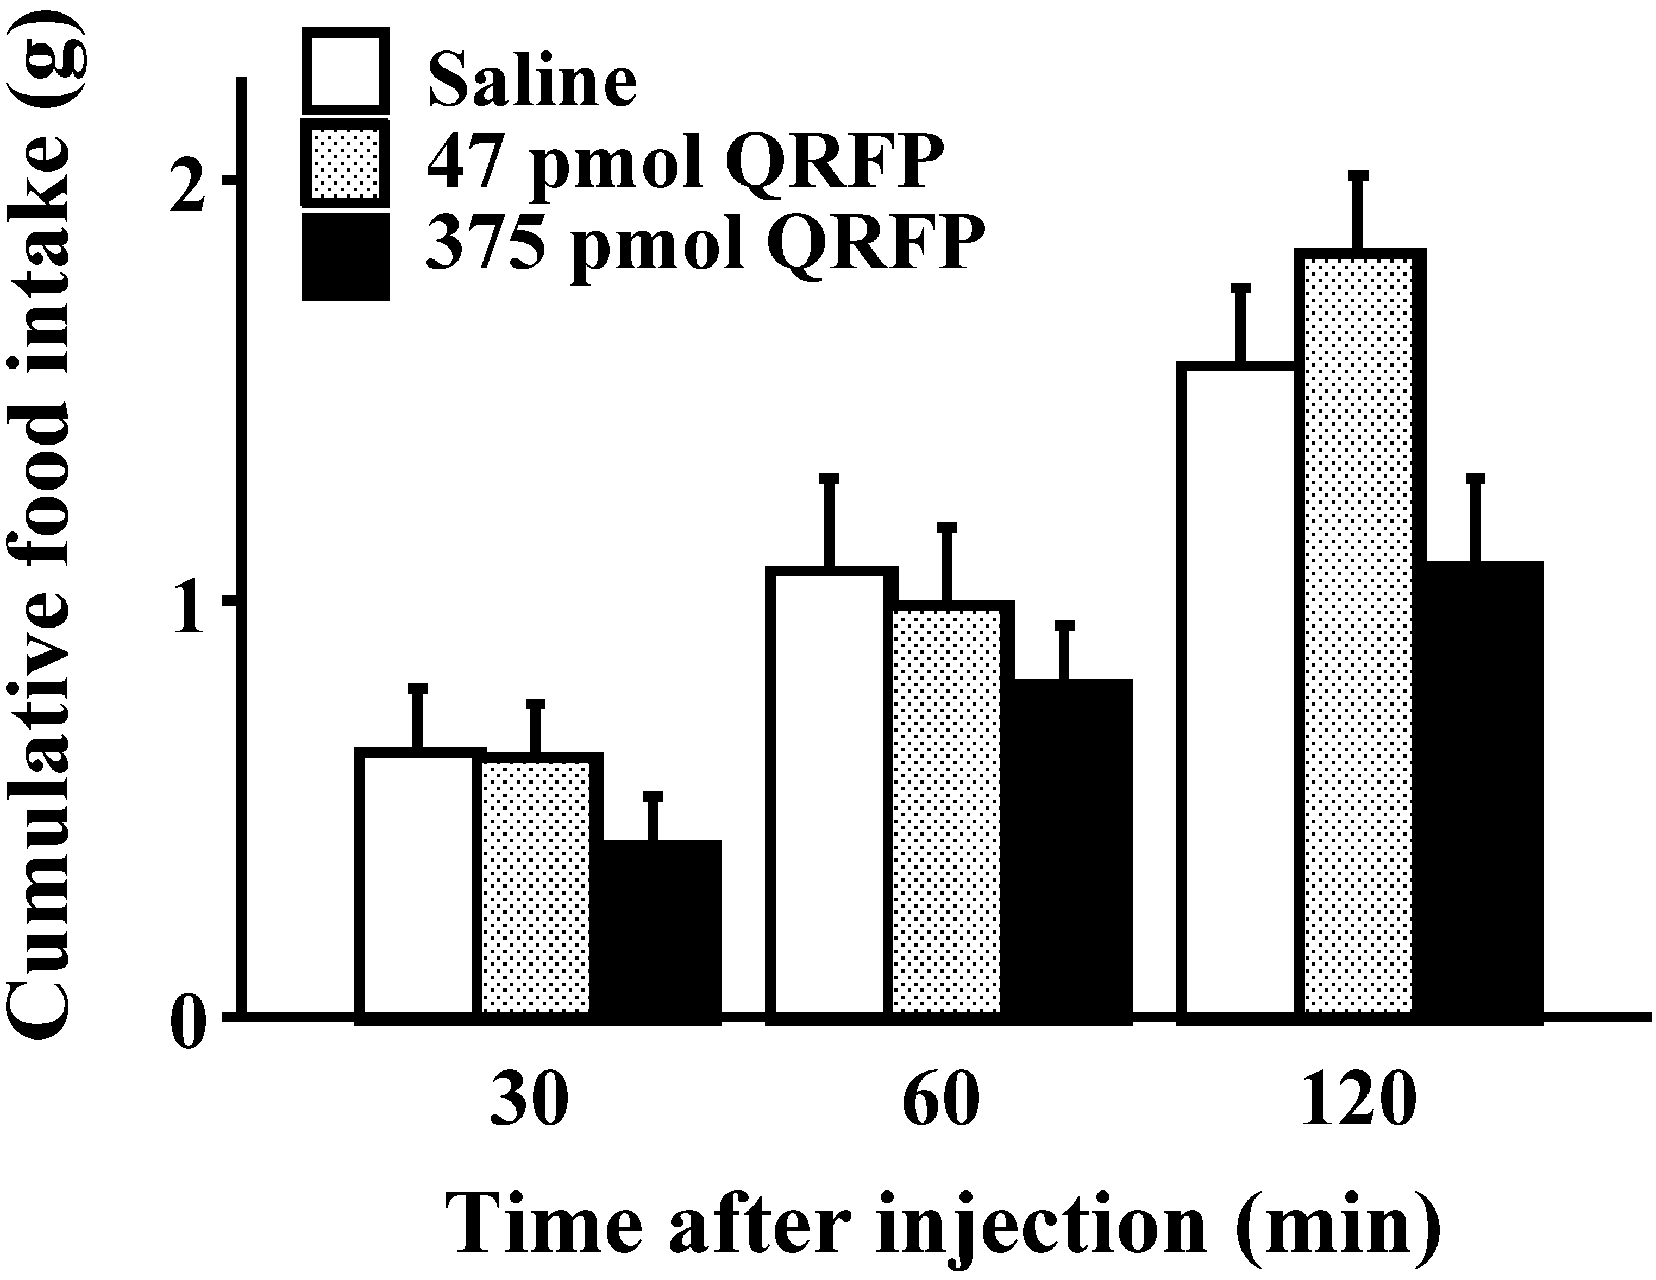 Cumulative food intake (g)
Saline
47 pmol QRFP
375 pmol QRFP
2
1
0
30 60 120
Time after injection (min)